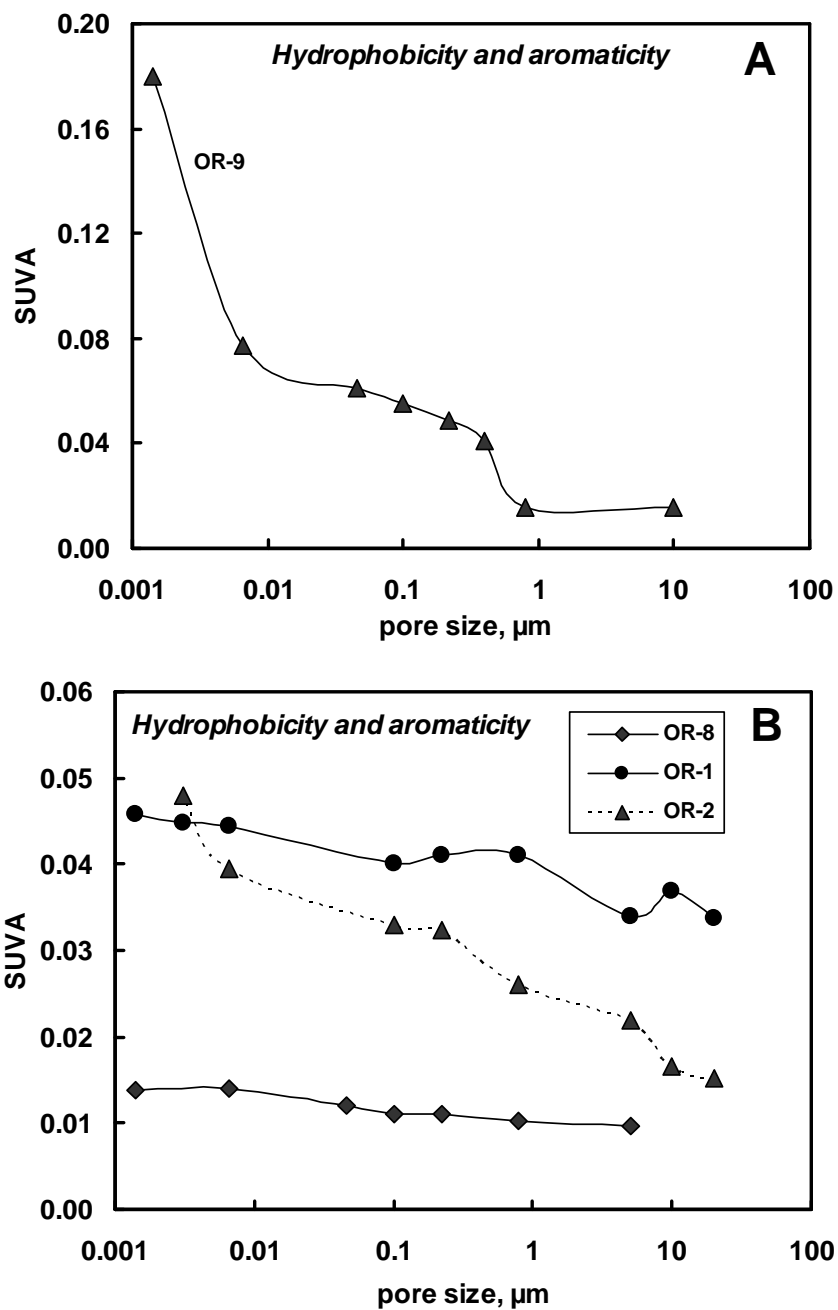 Hydrophobicity and aromaticity
A
0.20
0.16
0.12
0.08
0.04
0.00
SUVA
OR-9
0.001 0.01 0.1 1 10 100
pore size, µm
Hydrophobicity and aromaticity
B
OR-8
OR-1
OR-2
0.06
0.05
0.04
0.03
0.02
0.01
0.00
SUVA
0.001 0.01 0.1 1 10 100
pore size, µm